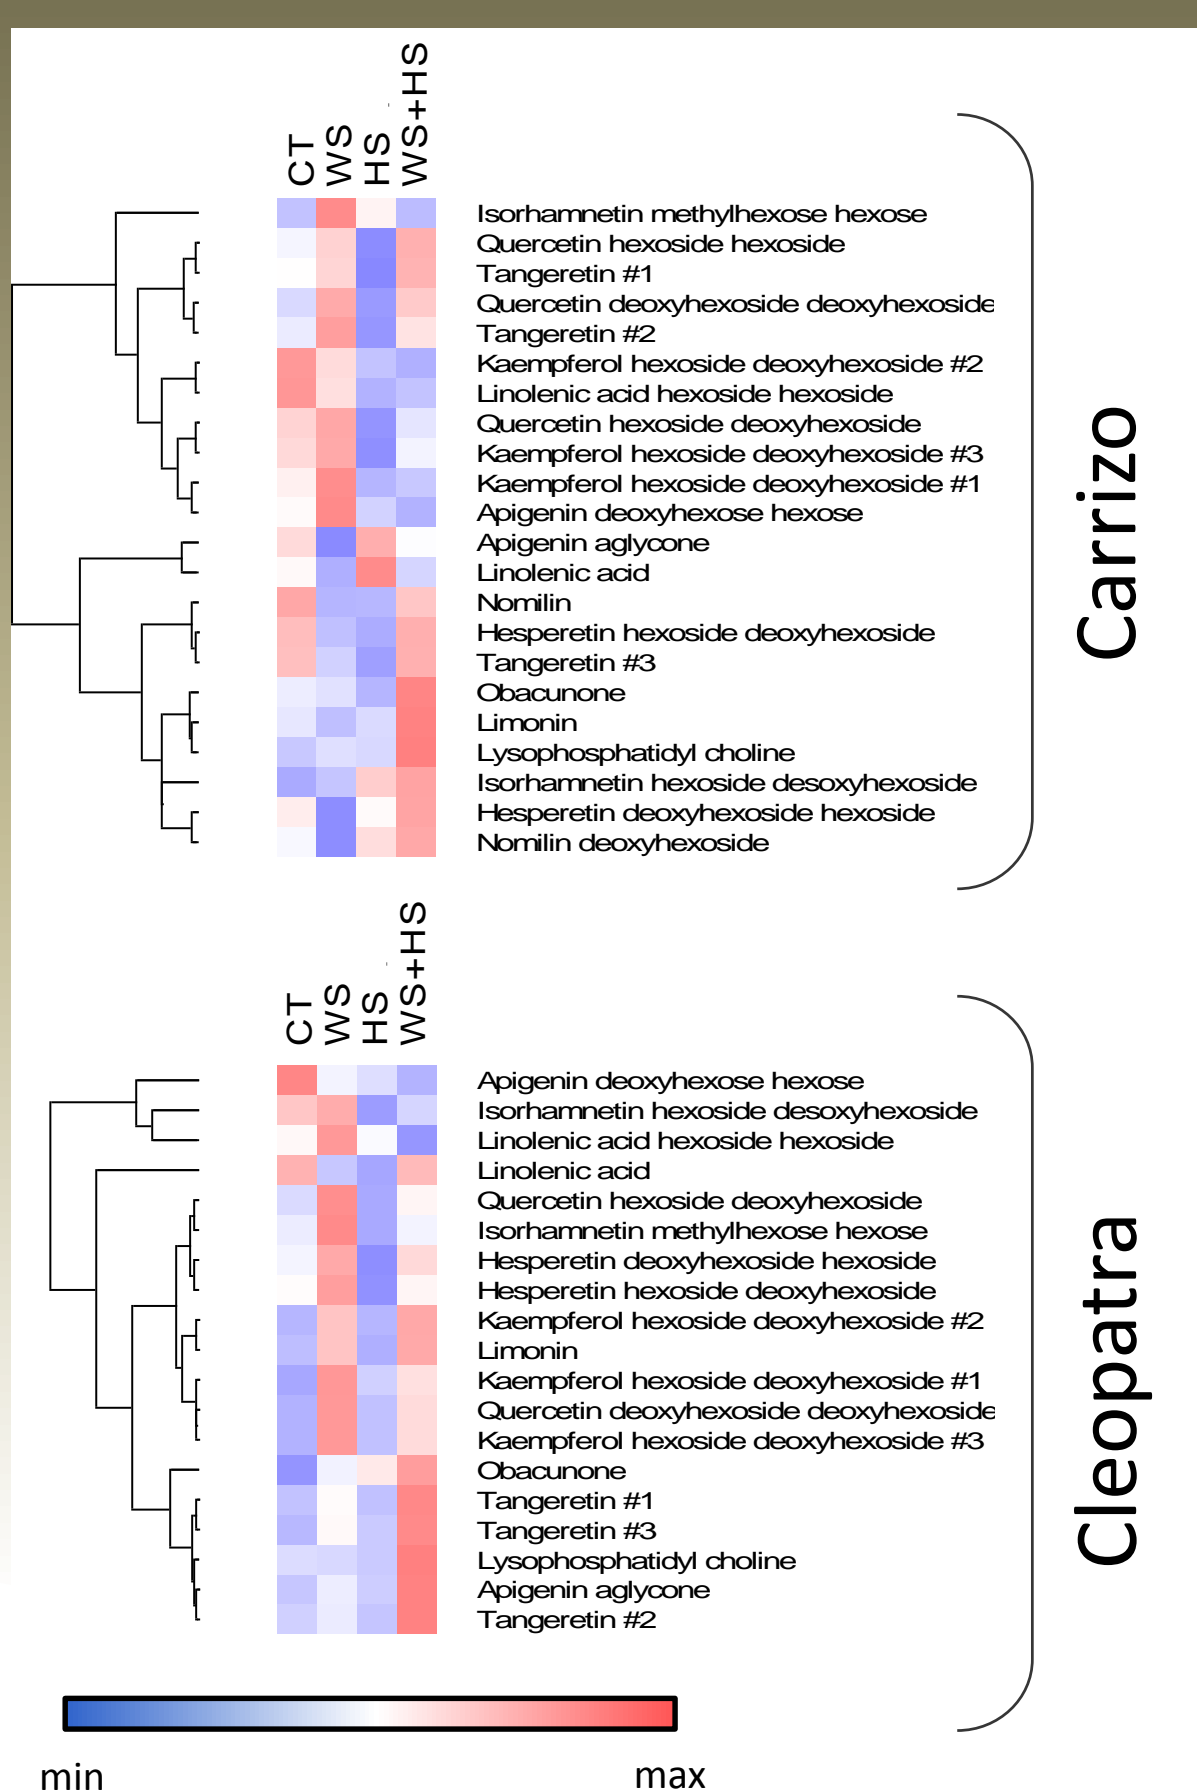 CT WS HS WS+HS
Isorhamnetin methylhexose hexose
Quercetin hexoside hexoside
Tangeretin #1
Quercetin deoxyhexoside deoxyhexoside
Tangeretin #2
Kaempferol hexoside deoxyhexoside #2
Linolenic acid hexoside hexoside
Quercetin hexoside deoxyhexoside
Kaempferol hexoside deoxyhexoside #3
Kaempferol hexoside deoxyhexoside #1
Apigenin deoxyhexose hexose
Apigenin aglycone
Linolenic acid
Nomilin
Hesperetin hexoside deoxyhexoside
Tangeretin #3
Obacunone
Limonin
Lysophosphatidyl choline
Isorhamnetin hexoside desoxyhexoside
Hesperetin deoxyhexoside hexoside
Nomilin deoxyhexoside
Carrizo
CT WS HS WS+HS
Apigenin deoxyhexose hexose
Isorhamnetin hexoside desoxyhexoside
Linolenic acid hexoside hexoside
Linolenic acid
Quercetin hexoside deoxyhexoside
Isorhamnetin methylhexose hexose
Hesperetin deoxyhexoside hexoside
Hesperetin hexoside deoxyhexoside
Kaempferol hexoside deoxyhexoside #2
Limonin
Kaempferol hexoside deoxyhexoside #1
Quercetin deoxyhexoside deoxyhexoside
Kaempferol hexoside deoxyhexoside #3
Obacunone
Tangeretin #1
Tangeretin #3
Lysophosphatidyl choline
Apigenin aglycone
Tangeretin #2
Cleopatra
min max